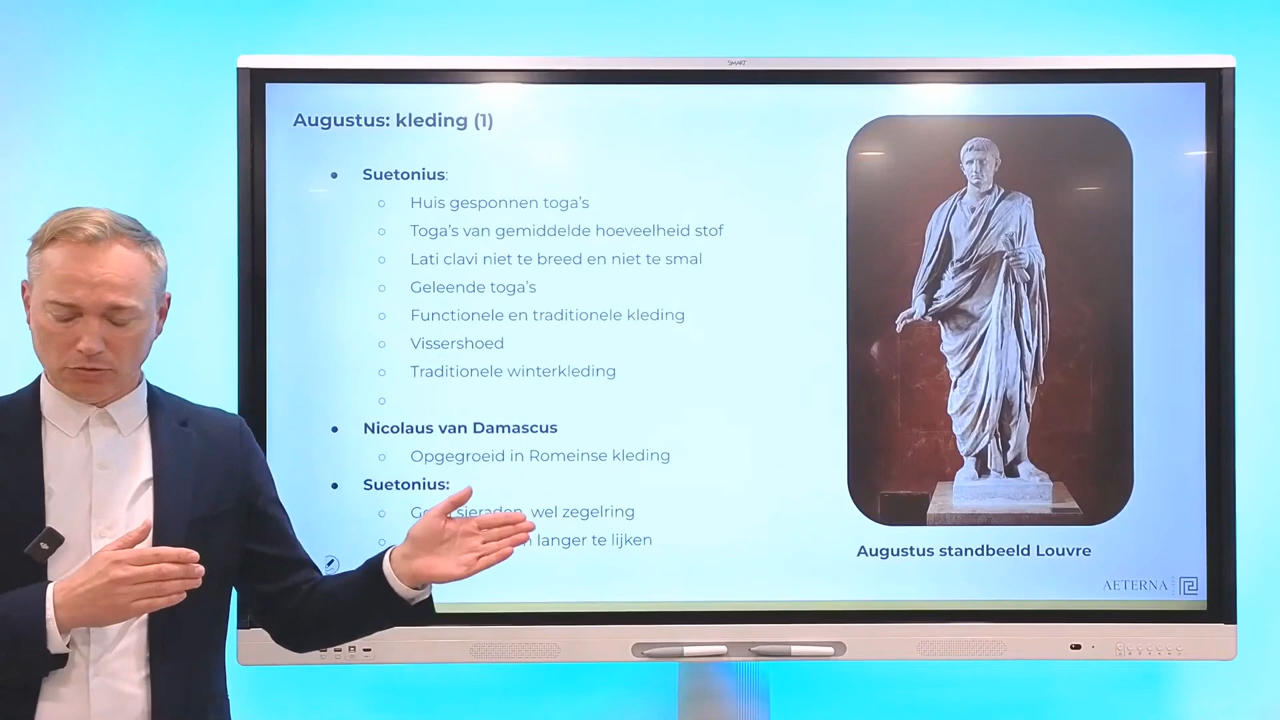 SMART
Augustus: kleding (1)
Suetonius:
Huis gesponnen toga's
Toga's van gemiddelde hoeveelheid stof
Lati clavi niet te breed en niet te smal
Geleende toga's
Functionele en traditionele kleding
Vissershoed
Traditionele winterkleding
Nicolaus van Damascus
Opgegroeid in Romeinse kleding
Suetonius:
sieraden, wel zegelring
langer te lijken
Augustus standbeeld Louvre
AETERNA